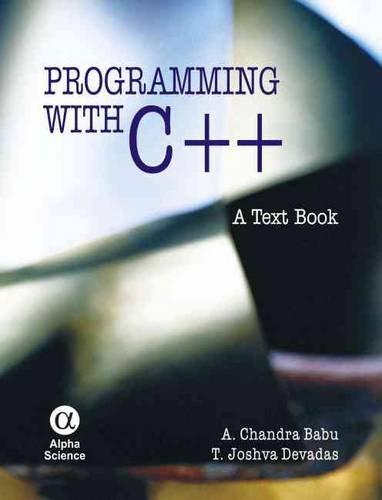 PROGRAMMING
WITH C++
A Text Book
α
Alpha
Science
A. Chandra Babu
T. Joshva Devadas